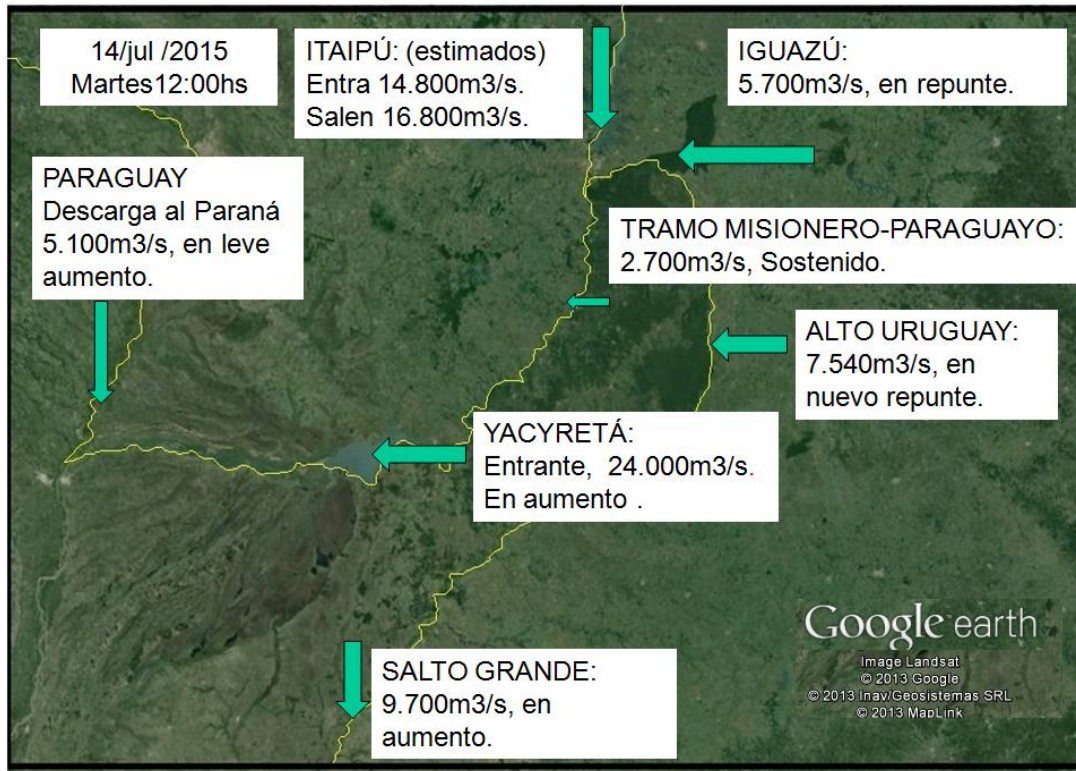 14/jul /2015
Martes12:00hs
ITAIPÚ: (estimados)
Entra 14.800m3/s.
Salen 16.800m3/s.
IGUAZÚ:
5.700m3/s, en repunte.
PARAGUAY
Descarga al Paraná
5.100m3/s, en leve
aumento.
TRAMO MISIONERO-PARAGUAYO:
2.700m3/s, Sostenido.
ALTO URUGUAY:
7.540m3/s, en
nuevo repunte.
YACYRETÁ:
Entrante, 24.000m3/s.
En aumento .
SALTO GRANDE:
9.700m3/s, en
aumento.
Google earth
Image Landsat
© 2013 Google
© 2013 Inav/Geosistemas SRL
© 2013 MapLink